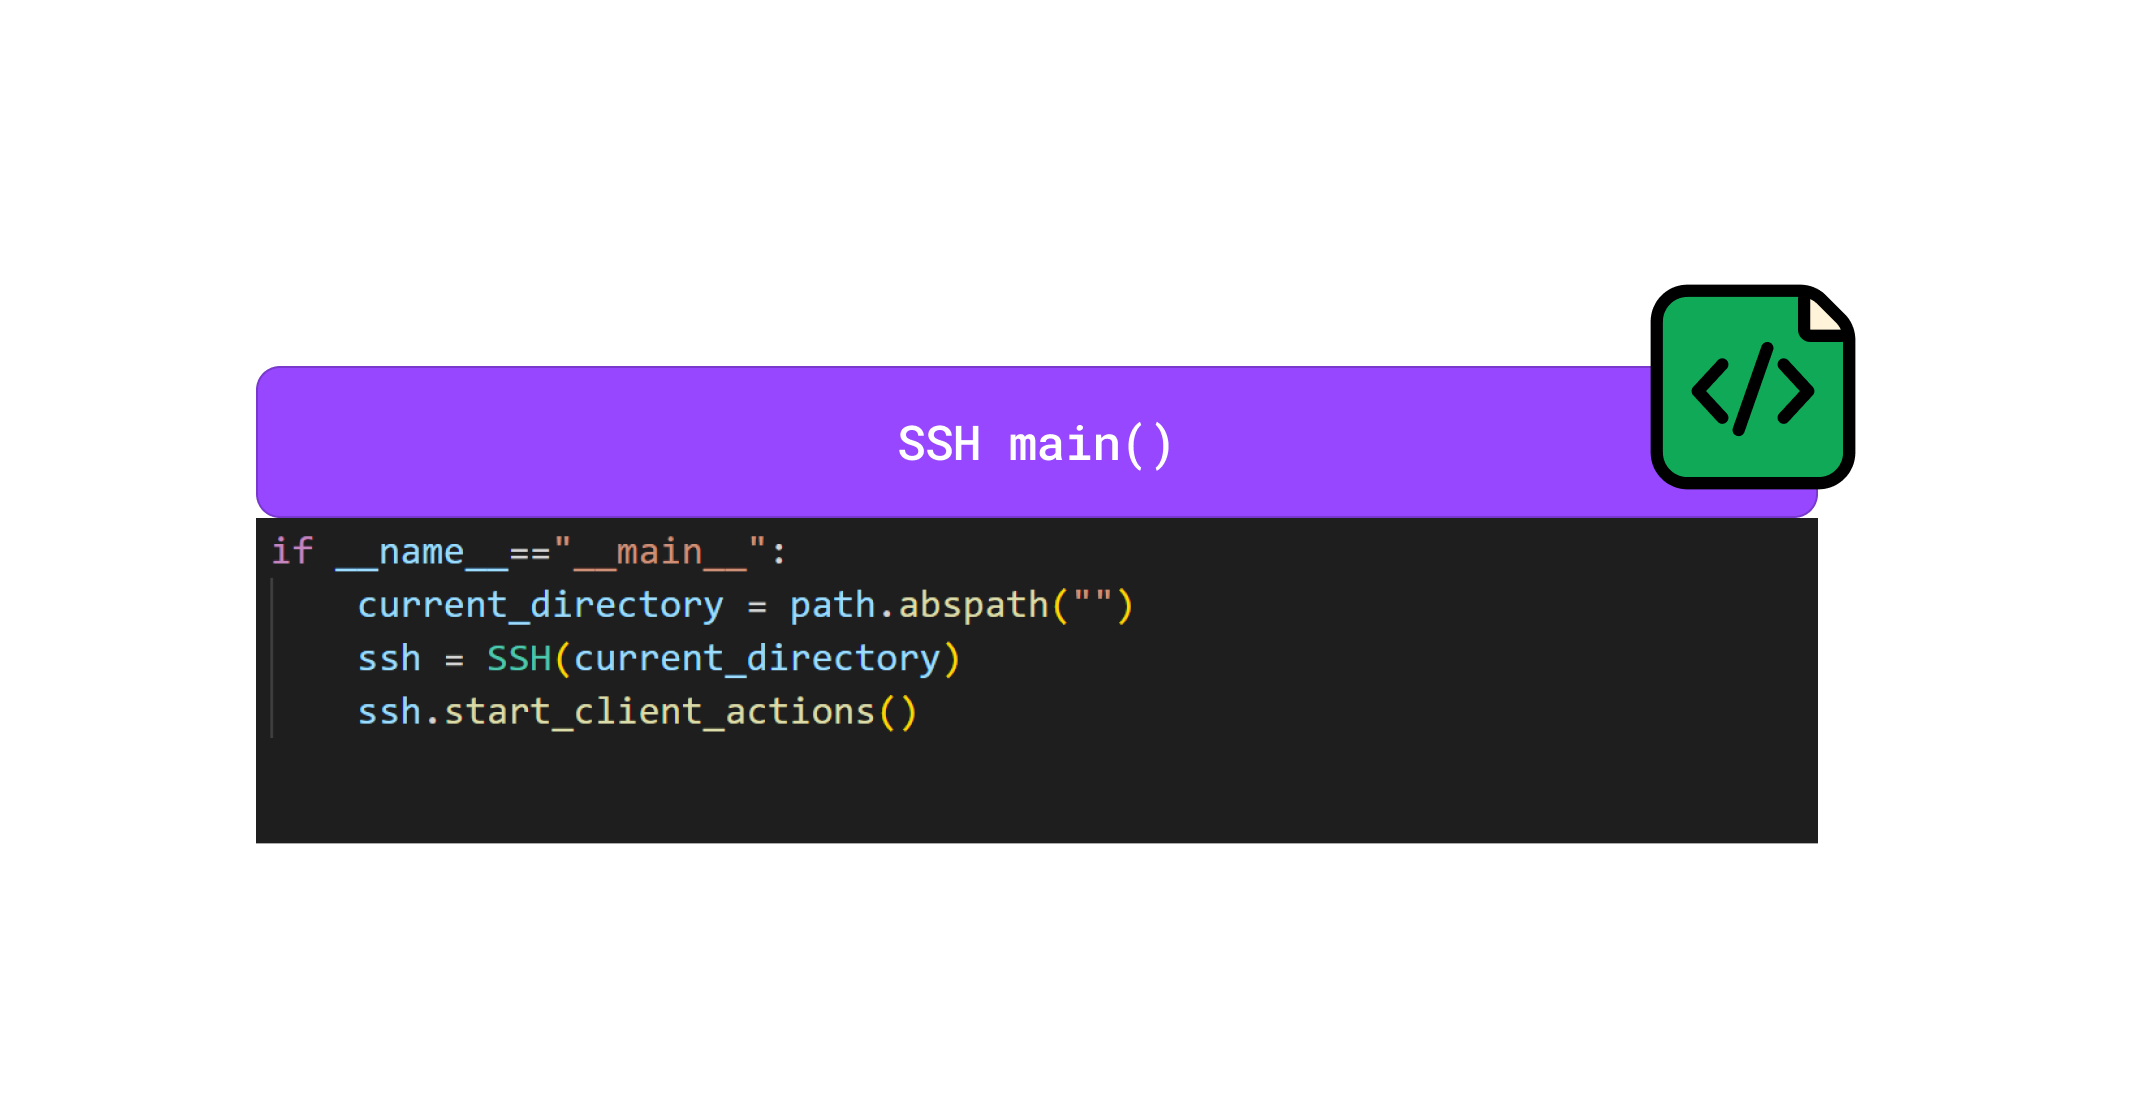 SSH main()
</>
if __name__=="__main__":
    current_directory = path.abspath("")
    ssh = SSH(current_directory)
    ssh.start_client_actions()